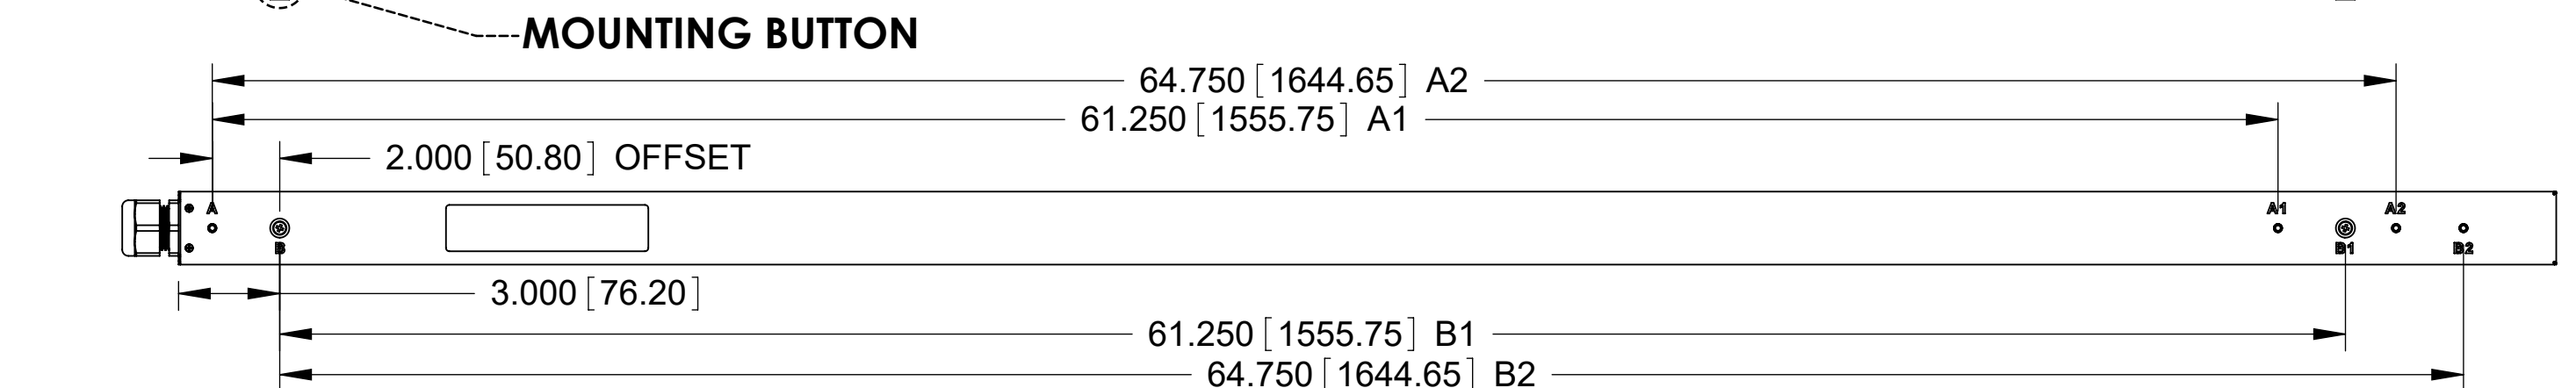 MOUNTING BUTTON
64.750 [1644.65] A2
61.250 [1555.75] A1
2.000 [50.80] OFFSET
A
A1
A2
B
B1
B2
3.000 [76.20]
61.250 [1555.75] B1
64.750 [1644.65] B2